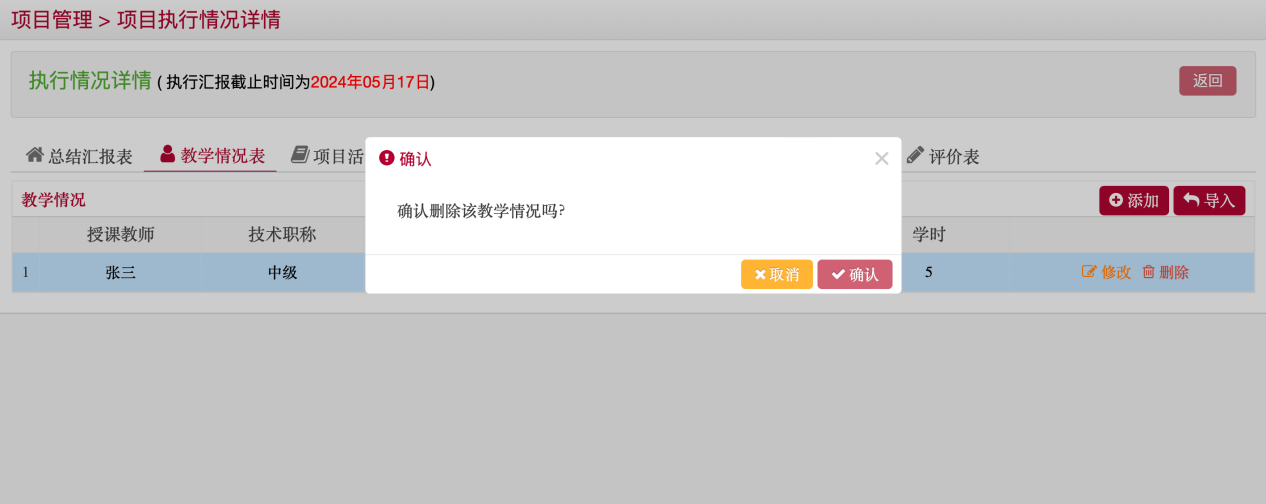 项目管理 > 项目执行情况详情
执行情况详情 ( 执行汇报截止时间为2024年05月17日)
返回
总结汇报表 教学情况表 项目活 评价表
确认
确认删除该教学情况吗?
取消 确认
教学情况
添加 导入
授课教师 技术职称 学时
1 张三 中级 5 修改 删除